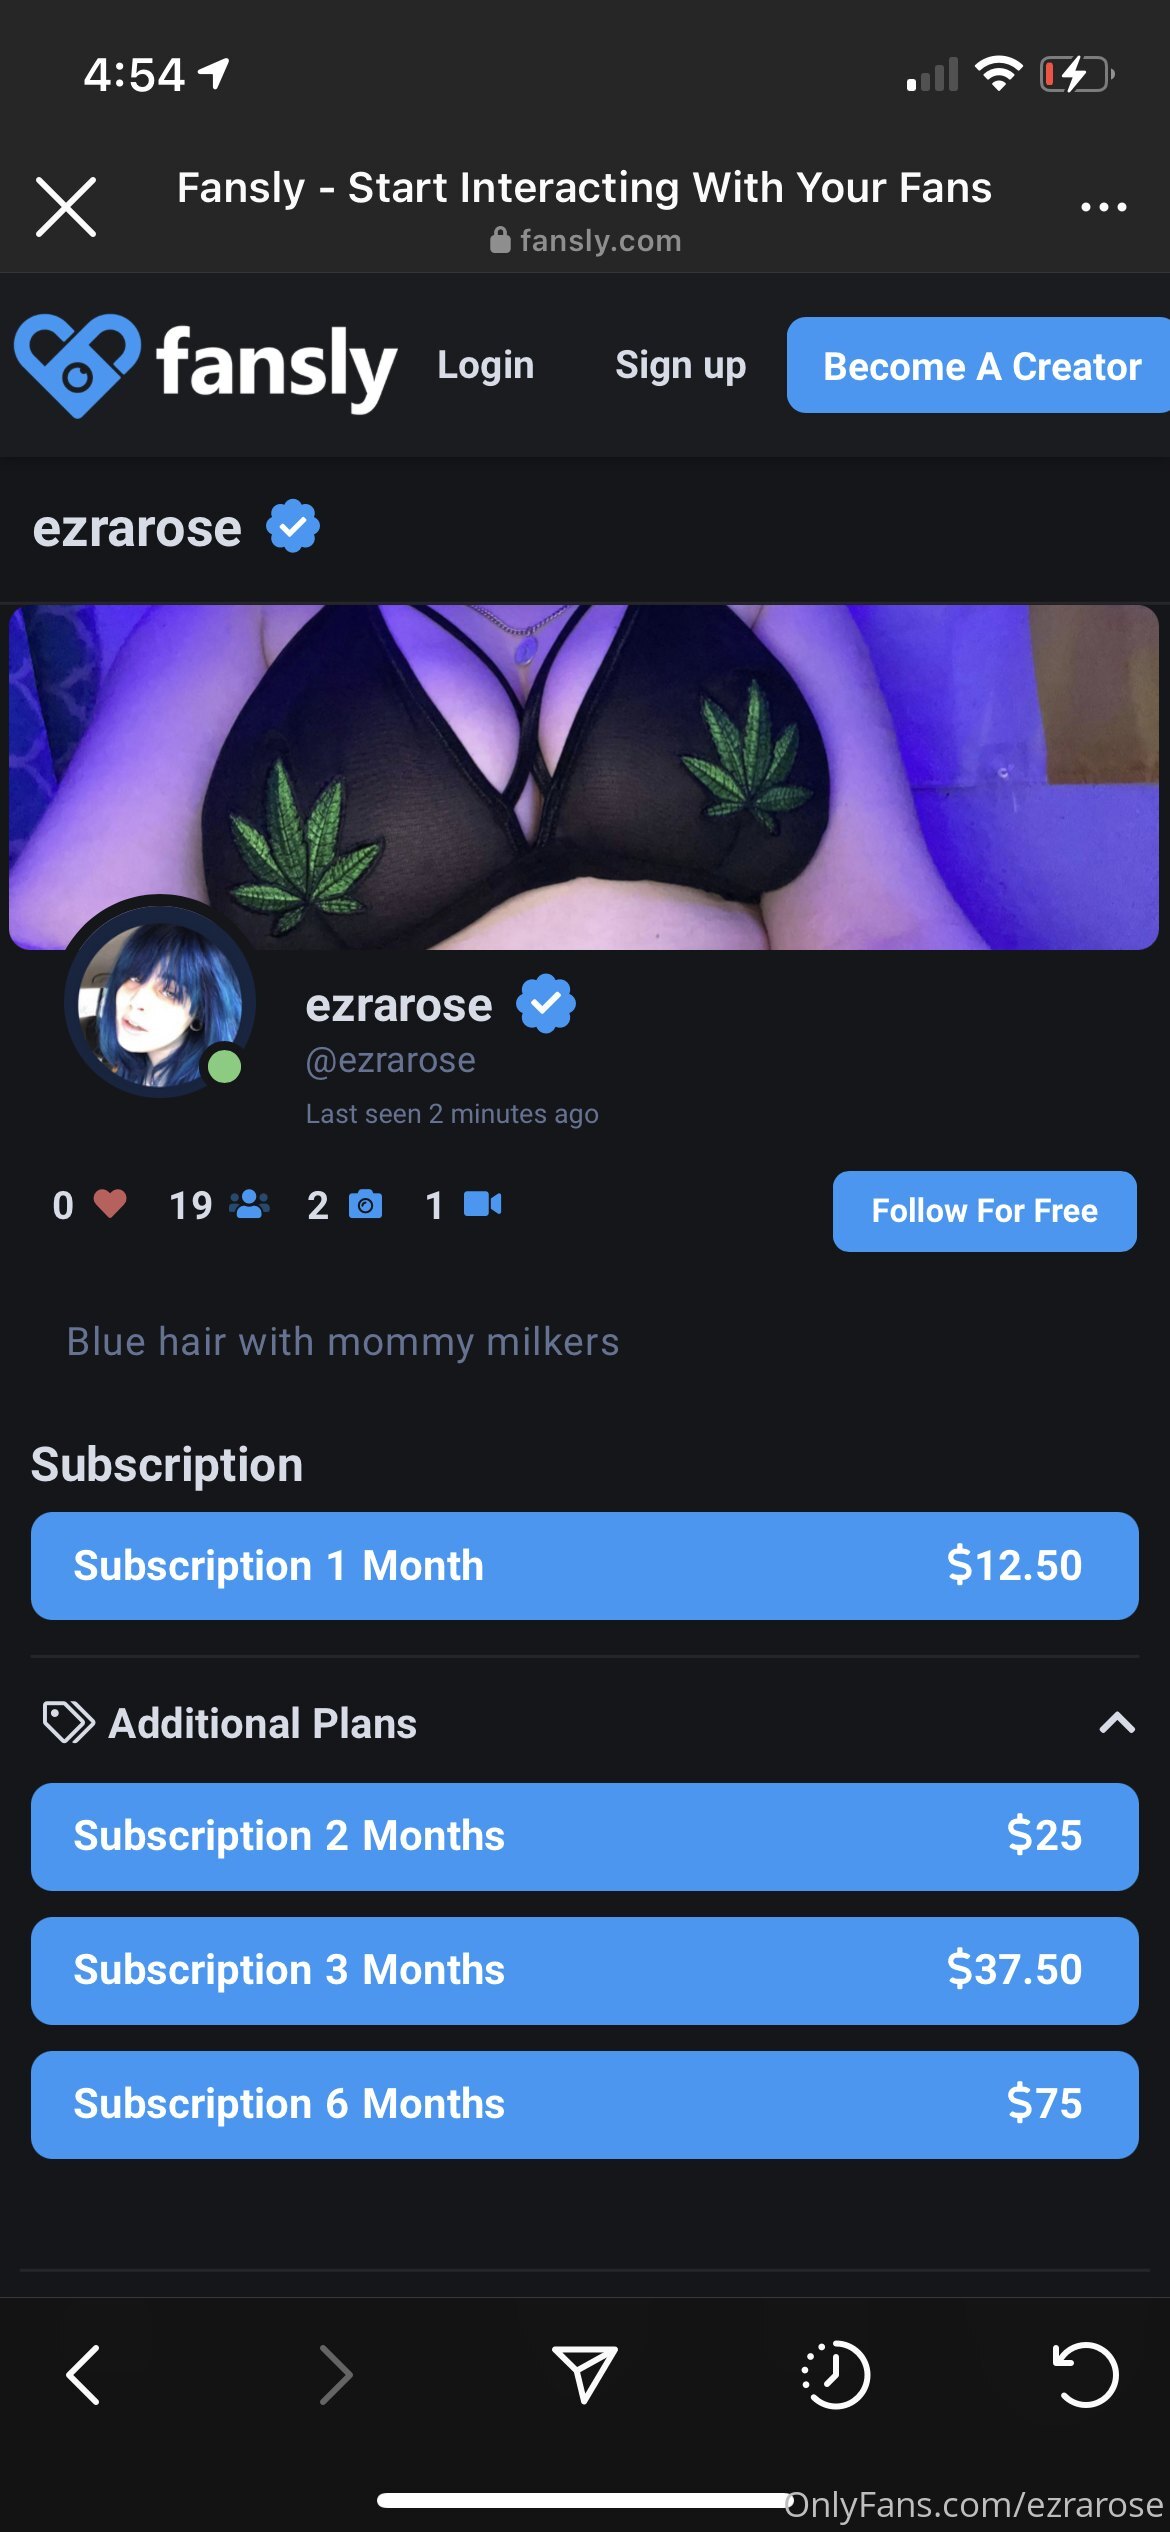 4:54
Fansly - Start Interacting With Your Fans
fansly.com
fansly Login Sign up Become A Creator
ezrarose
ezrarose
@ezrarose
Last seen 2 minutes ago
0 19 2 1 Follow For Free
Blue hair with mommy milkers
Subscription
Subscription 1 Month $12.50
Additional Plans
Subscription 2 Months $25
Subscription 3 Months $37.50
Subscription 6 Months $75
OnlyFans.com/ezrarose